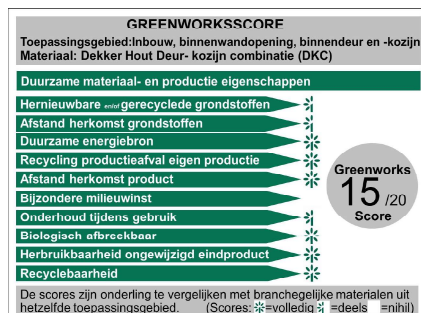 GREENWORKSSCORE
Toepassingsgebied:Inbouw, binnenwandopening, binnendeur en -kozijn
Materiaal: Dekker Hout Deur- kozijn combinatie (DKC)
Duurzame materiaal- en productie eigenschappen
Hernieuwbare en/of gerecyclede grondstoffen
Afstand herkomst grondstoffen
Duurzame energiebron
Recycling productieafval eigen productie
Afstand herkomst product
Bijzondere milieuwinst
Onderhoud tijdens gebruik
Biologisch afbreekbaar
Herbruikbaarheid ongewijzigd eindproduct
Recyclebaarheid
Greenworks
15 /20
Score
De scores zijn onderling te vergelijken met branchegelijke materialen uit
hetzelfde toepassingsgebied. (Scores: =volledig =deels =nihil)